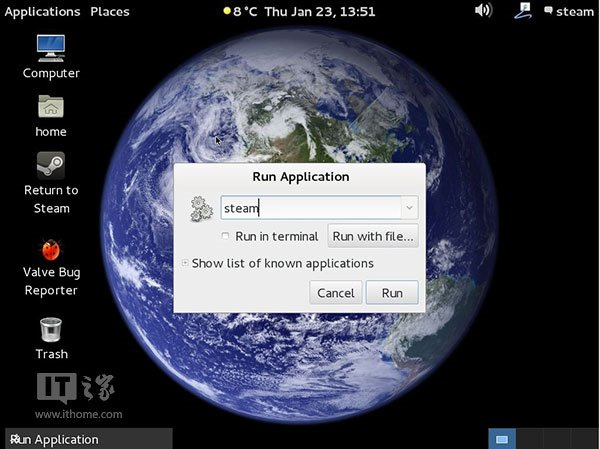 Applications Places 8 °C Thu Jan 23, 13:51 steam
Computer
home
Return to
Steam
Valve Bug
Reporter
Trash
Run Application
steam
Run in terminal Run with file...
Show list of known applications
Cancel Run
IT之家
www.ithome.com
Run Application